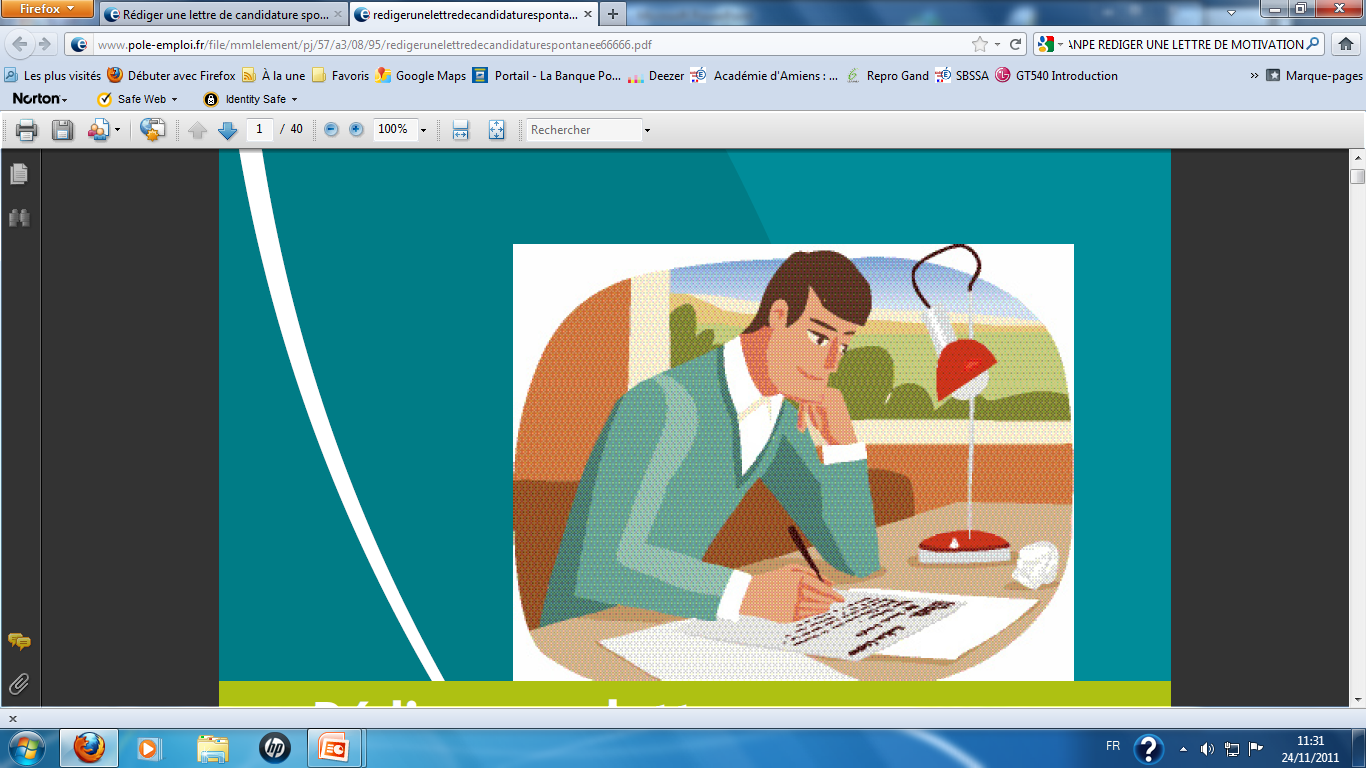 Firefox
Rédiger une lettre de candidature spo...
redigerunelettredecandidaturesponta...
www.pole-emploi.fr/file/mmlelement/pj/57/a3/08/95/redigerunelettredecandidaturespontanee66666.pdf
ANPE REDIGER UNE LETTRE DE MOTIVATION
Les plus visités Débuter avec Firefox À la une Favoris Google Maps Portail - La Banque Po... Deezer Académie d'Amiens : ... Repro Gand SBSSA GT540 Introduction » Marque-pages
Norton Safe Web Identity Safe
1 / 40 100% Rechercher
FR
11:31
24/11/2011